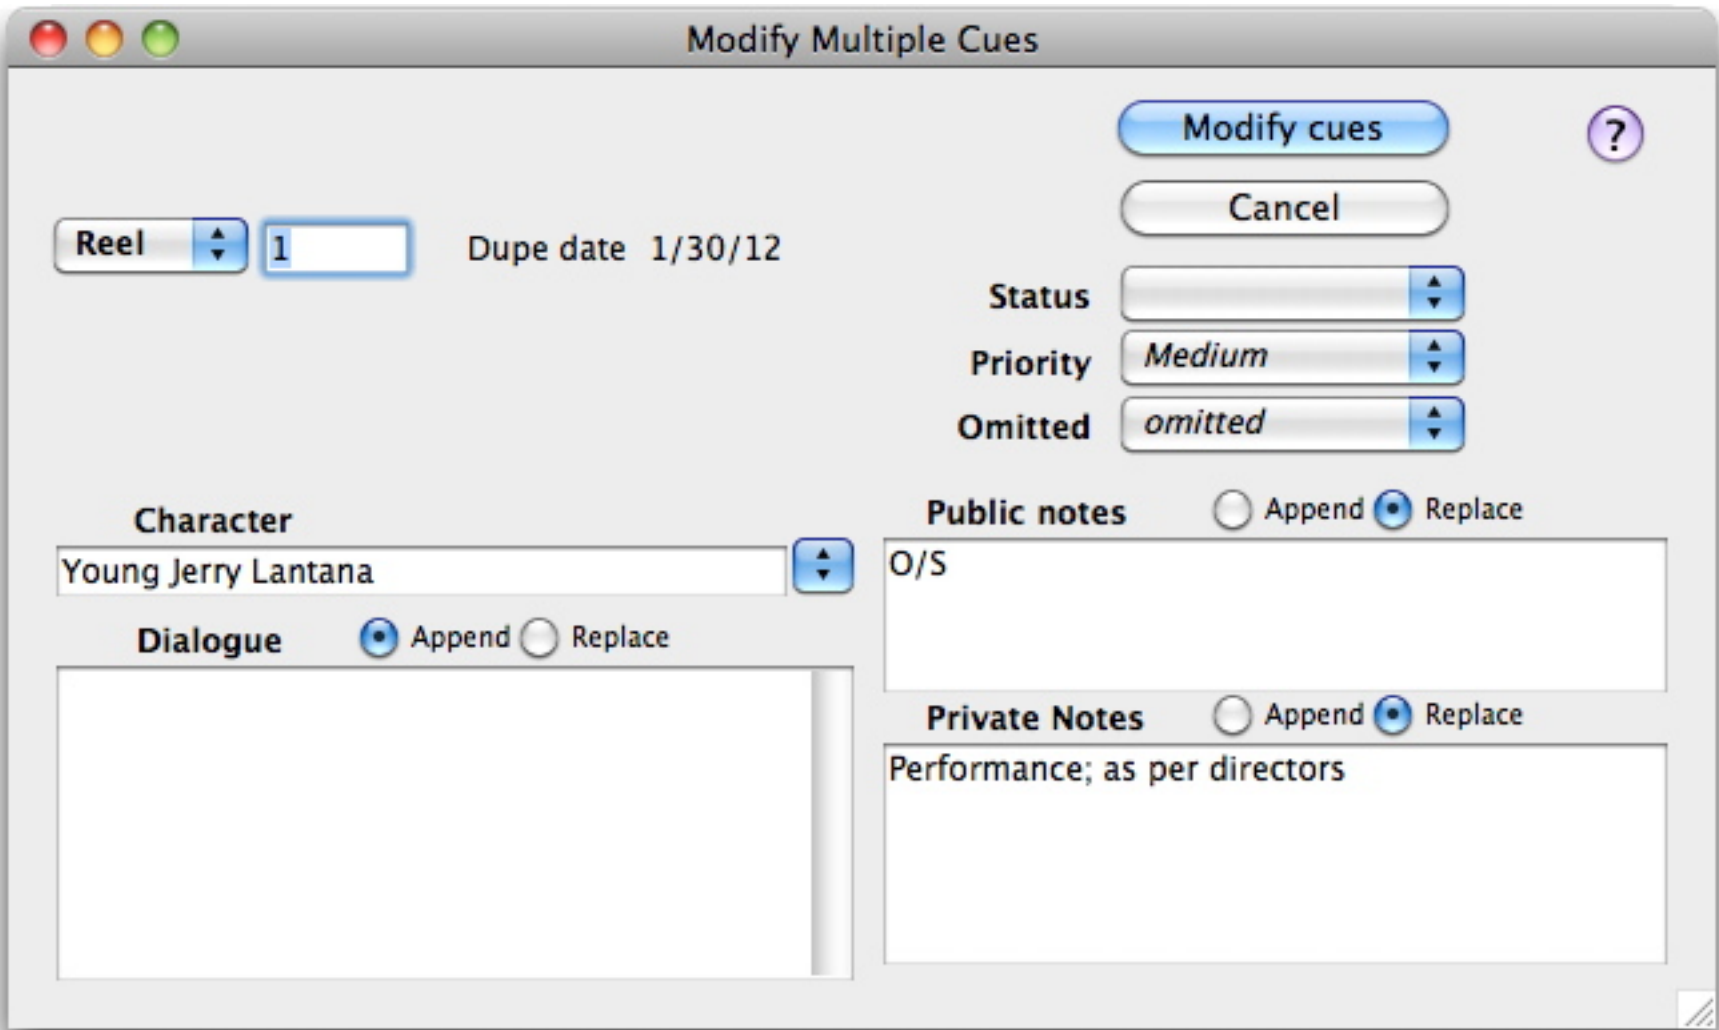 Modify Multiple Cues
Modify cues
?
Cancel
Reel 1 Dupe date 1/30/12
Status
Priority Medium
Omitted omitted
Character
Young Jerry Lantana
Dialogue Append Replace
Public notes Append Replace
O/S
Private Notes Append Replace
Performance; as per directors